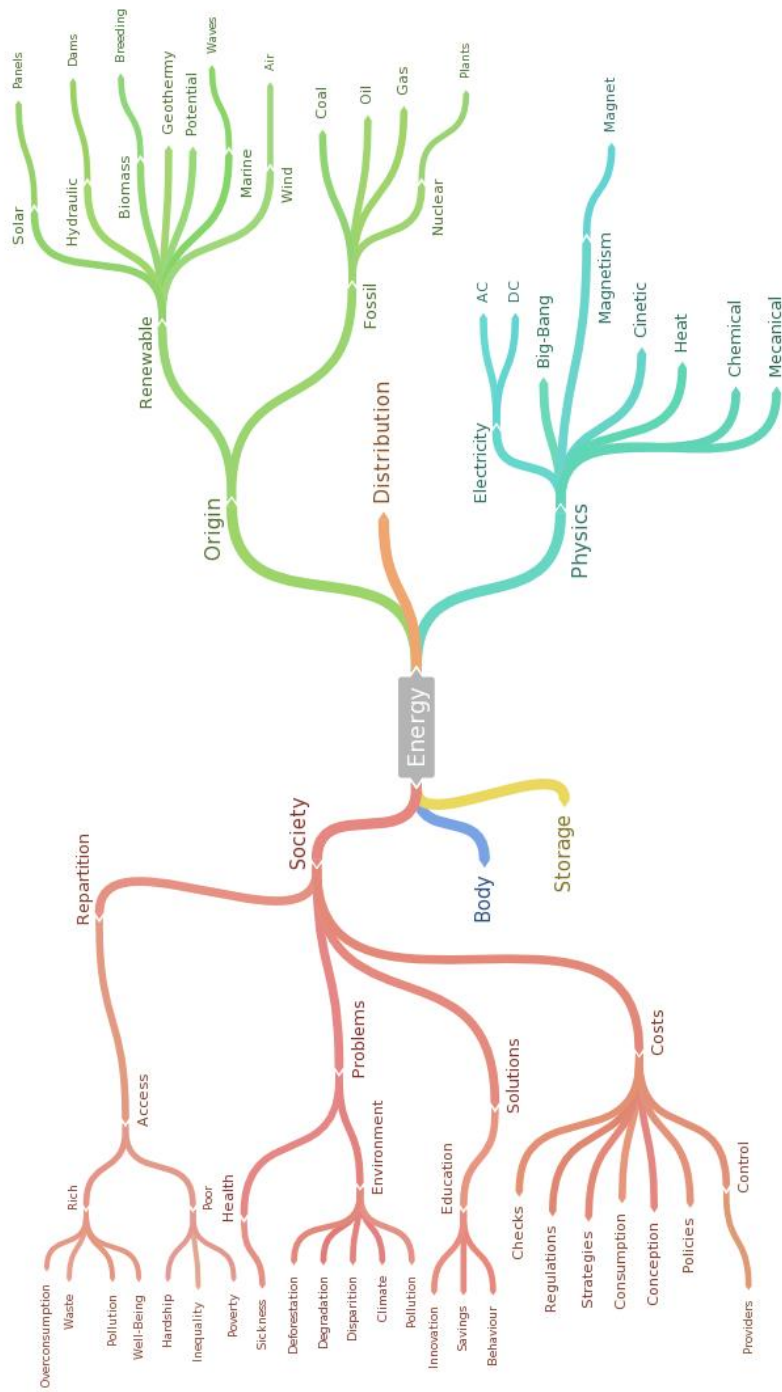 Energy
Society
Repartition
Access
Rich
Overconsumption
Waste
Pollution
Well-Being
Poor
Hardship
Inequality
Poverty
Problems
Health
Sickness
Environment
Deforestation
Degradation
Disparition
Climate
Pollution
Solutions
Education
Innovation
Savings
Behaviour
Costs
Checks
Regulations
Strategies
Consumption
Conception
Policies
Control
Providers
Body
Storage
Origin
Renewable
Solar
Panels
Hydraulic
Dams
Biomass
Breeding
Geothermy
Potential
Marine
Waves
Wind
Air
Fossil
Coal
Oil
Gas
Nuclear
Plants
Distribution
Physics
Electricity
AC
DC
Big-Bang
Magnetism
Magnet
Cinetic
Heat
Chemical
Mecanical